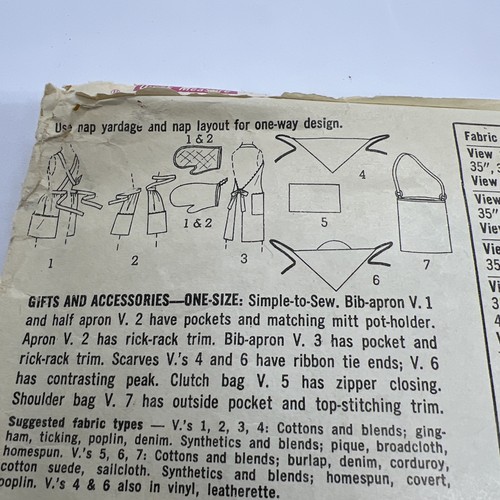 Use nap yardage and nap layout for one-way design.
1 & 2
4
1 & 2
5
1
2
3
6
7
GIFTS AND ACCESSORIES—ONE-SIZE: Simple-to-Sew. Bib-apron V. 1
and half apron V. 2 have pockets and matching mitt pot-holder.
Apron V. 2 has rick-rack trim. Bib-apron V. 3 has pocket and
rick-rack trim. Scarves V.'s 4 and 6 have ribbon tie ends; V. 6
has contrasting peak. Clutch bag V. 5 has zipper closing.
Shoulder bag V. 7 has outside pocket and top-stitching trim.
Suggested fabric types — V.'s 1, 2, 3, 4: Cottons and blends; ging-
ham, ticking, poplin, denim. Synthetics and blends; pique, broadcloth,
homespun. V.'s 5, 6, 7: Cottons and blends; burlap, denim, corduroy,
cotton suede, sailcloth. Synthetics and blends; homespun, covert,
poplin. V.'s 4 & 6 also in vinyl, leatherette.
Fabric
View
35",
View
View
35",
View